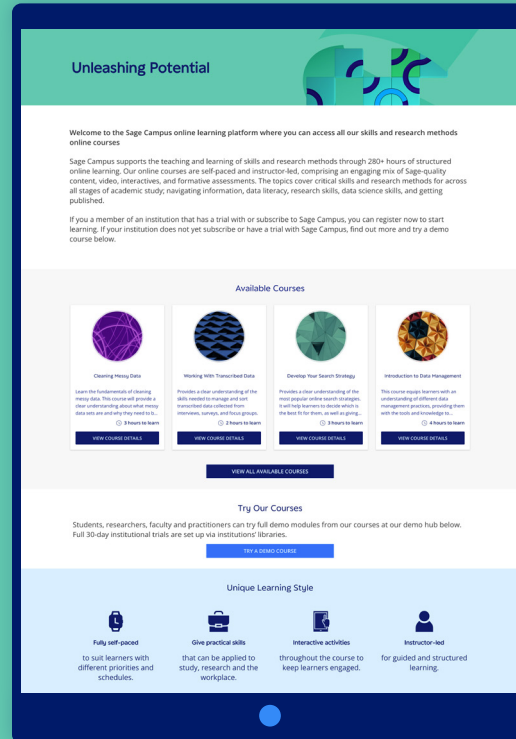 Unleashing Potential
Welcome to the Sage Campus online learning platform where you can access all our skills and research methods
online courses
Sage Campus supports the teaching and learning of skills and research methods through 280+ hours of structured
online learning. Our online courses are self-paced and instructor-led, comprising an engaging mix of Sage-quality
content, video, interactives, and formative assessments. The topics cover critical skills and research methods for across
all stages of academic study; navigating information, data literacy, research skills, data science skills, and getting
published.
If you a member of an institution that has a trial with or subscribe to Sage Campus, you can register now to start
learning. If your institution does not yet subscribe or have a trial with Sage Campus, find out more and try a demo
course below.
Available Courses
Cleaning Messy Data
Learn the fundamentals of cleaning
messy data. This course will provide a
clear understanding about what messy
data sets are and why they need to b...
3 hours to learn
VIEW COURSE DETAILS
Working With Transcribed Data
Provides a clear understanding of the
skills needed to manage and sort
transcribed data collected from
interviews, surveys, and focus groups.
2 hours to learn
VIEW COURSE DETAILS
Develop Your Search Strategy
Provides a clear understanding of the
most popular online search strategies.
It will help learners to decide which is
the best fit for them, as well as giving...
3 hours to learn
VIEW COURSE DETAILS
Introduction to Data Management
This course equips learners with an
understanding of different data
management practices, providing them
with the tools and knowledge to...
4 hours to learn
VIEW COURSE DETAILS
VIEW ALL AVAILABLE COURSES
Try Our Courses
Students, researchers, faculty and practitioners can try full demo modules from our courses at our demo hub below.
Full 30-day institutional trials are set up via institutions' libraries.
TRY A DEMO COURSE
Unique Learning Style
Fully self-paced
to suit learners with
different priorities and
schedules.
Give practical skills
that can be applied to
study, research and the
workplace.
Interactive activities
throughout the course to
keep learners engaged.
Instructor-led
for guided and structured
learning.